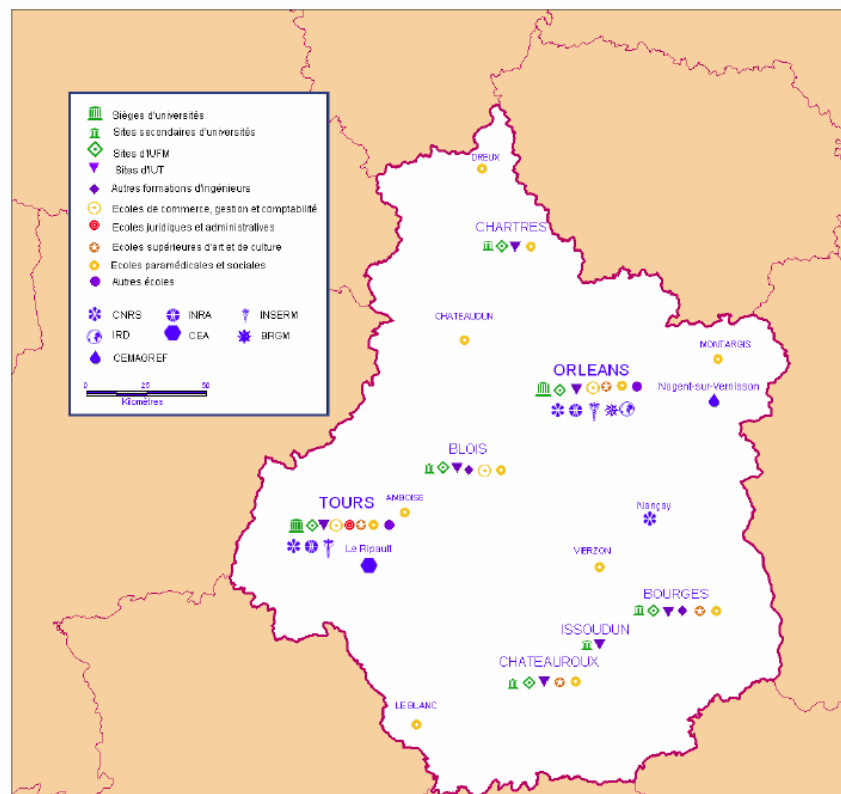 Sièges d'universités
Sites secondaires d'universités
Sites d'IUFM
Sites d'IUT
Autres formations d'ingénieurs
Ecoles de commerce, gestion et comptabilité
Ecoles juridiques et administratives
Ecoles supérieures d'art et de culture
Ecoles paramédicales et sociales
Autres écoles
CNRS INRA INSERM
IRD CEA BRGM
CEMAGREF
0 25 50
Kilomètres
DREUX
CHARTRES
CHATEAUDUN
MONTARGIS
ORLEANS
Nogent-sur-Vernisson
BLOIS
TOURS
AMBOISE
Nançay
Le Ripault
VIERZON
BOURGES
ISSOUDUN
CHATEAUROUX
LE BLANC